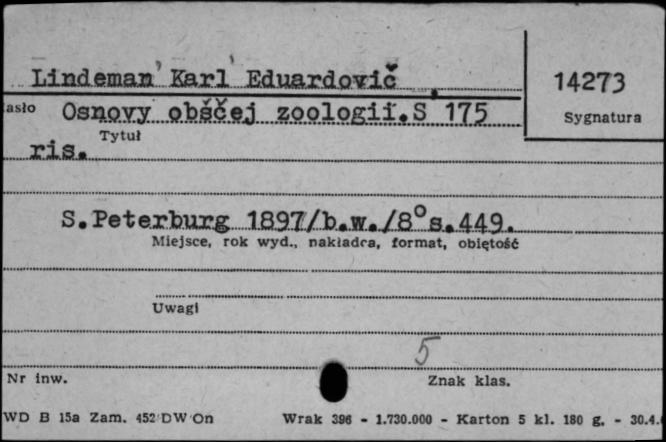 Lindeman' Karl' Eduardovič
14273
asło Osnovy obščej zoologii.S 175
Sygnatura
Tytuł
ris.
S.Peterburg 1897/b.w./8°s.449.
Miejsce, rok wyd., nakładca, format, objętość
Uwagi
5
Nr inw.
Znak klas.
WD B 15a Zam. 452 DW On Wrak 396 - 1.730.000 - Karton 5 kl. 180 g. - 30.4.